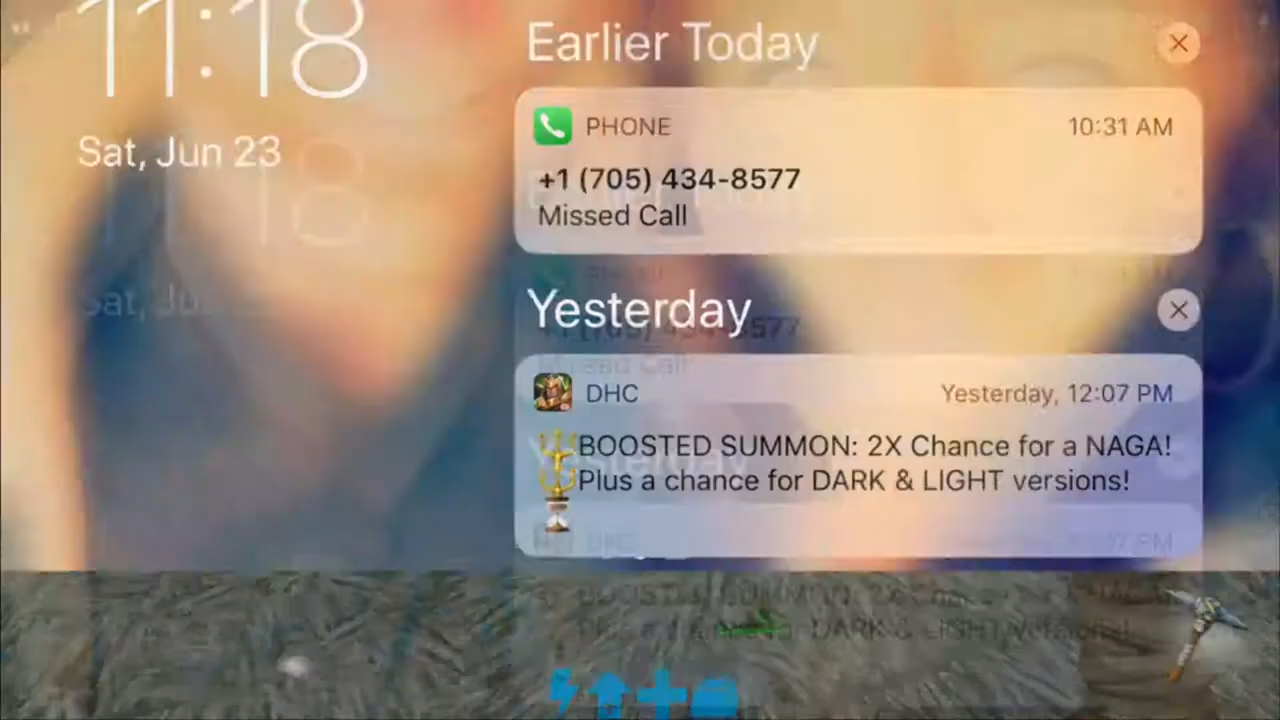 11:18
Sat, Jun 23
Earlier Today
PHONE 10:31 AM
+1 (705) 434-8577
Missed Call
Yesterday
DHC Yesterday, 12:07 PM
BOOSTED SUMMON: 2X Chance for a NAGA!
Plus a chance for DARK & LIGHT versions!